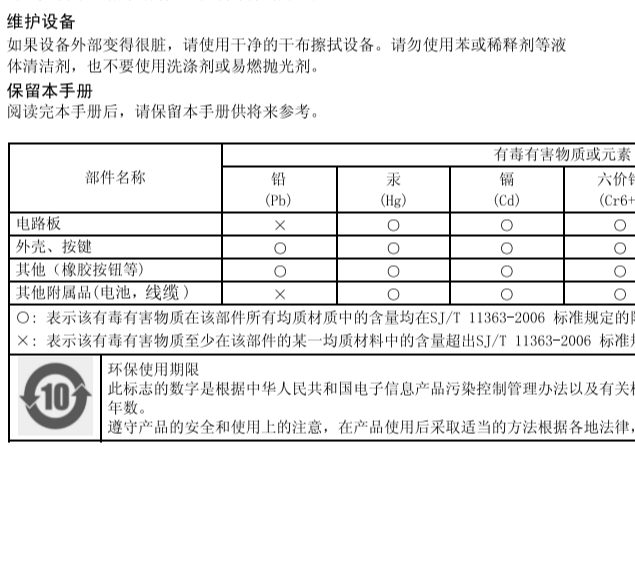 维护设备
如果设备外部变得很脏，请使用干净的干布擦拭设备。请勿使用苯或稀释剂等液
体清洁剂，也不要使用洗涤剂或易燃抛光剂。
保留本手册
阅读完本手册后，请保留本手册供将来参考。
有毒有害物质或元素
部件名称 铅 汞 镉 六价
(Pb) (Hg) (Cd) (Cr6+
电路板 × ○ ○ ○
外壳、按键 ○ ○ ○ ○
其他（橡胶按钮等) ○ ○ ○ ○
其他附属品(电池，线缆 ) × ○ ○ ○
○: 表示该有毒有害物质在该部件所有均质材质中的含量均在SJ/T 11363-2006 标准规定的
×: 表示该有毒有害物质至少在该部件的某一均质材料中的含量超出SJ/T 11363-2006 标准
10
环保使用期限
此标志的数字是根据中华人民共和国电子信息产品污染控制管理办法以及有关
年数。
遵守产品的安全和使用上的注意，在产品使用后采取适当的方法根据各地法律，